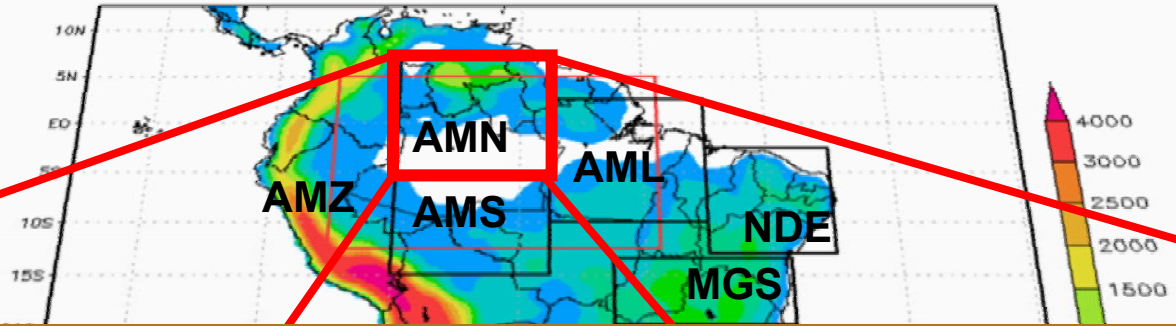 10N
5N
EQ
5S
10S
15S
AMN
AML
AMZ
AMS
NDE
MGS
4000
3000
2500
2000
1500